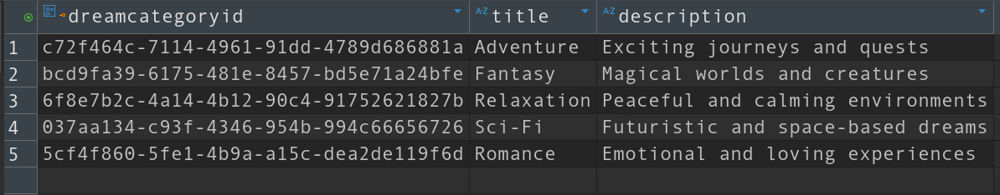 dreamcategoryid AZ title AZ description
1 c72f464c-7114-4961-91dd-4789d686881a Adventure Exciting journeys and quests
2 bcd9fa39-6175-481e-8457-bd5e71a24bfe Fantasy Magical worlds and creatures
3 6f8e7b2c-4a14-4b12-90c4-91752621827b Relaxation Peaceful and calming environments
4 037aa134-c93f-4346-954b-994c66656726 Sci-Fi Futuristic and space-based dreams
5 5cf4f860-5fe1-4b9a-a15c-dea2de119f6d Romance Emotional and loving experiences